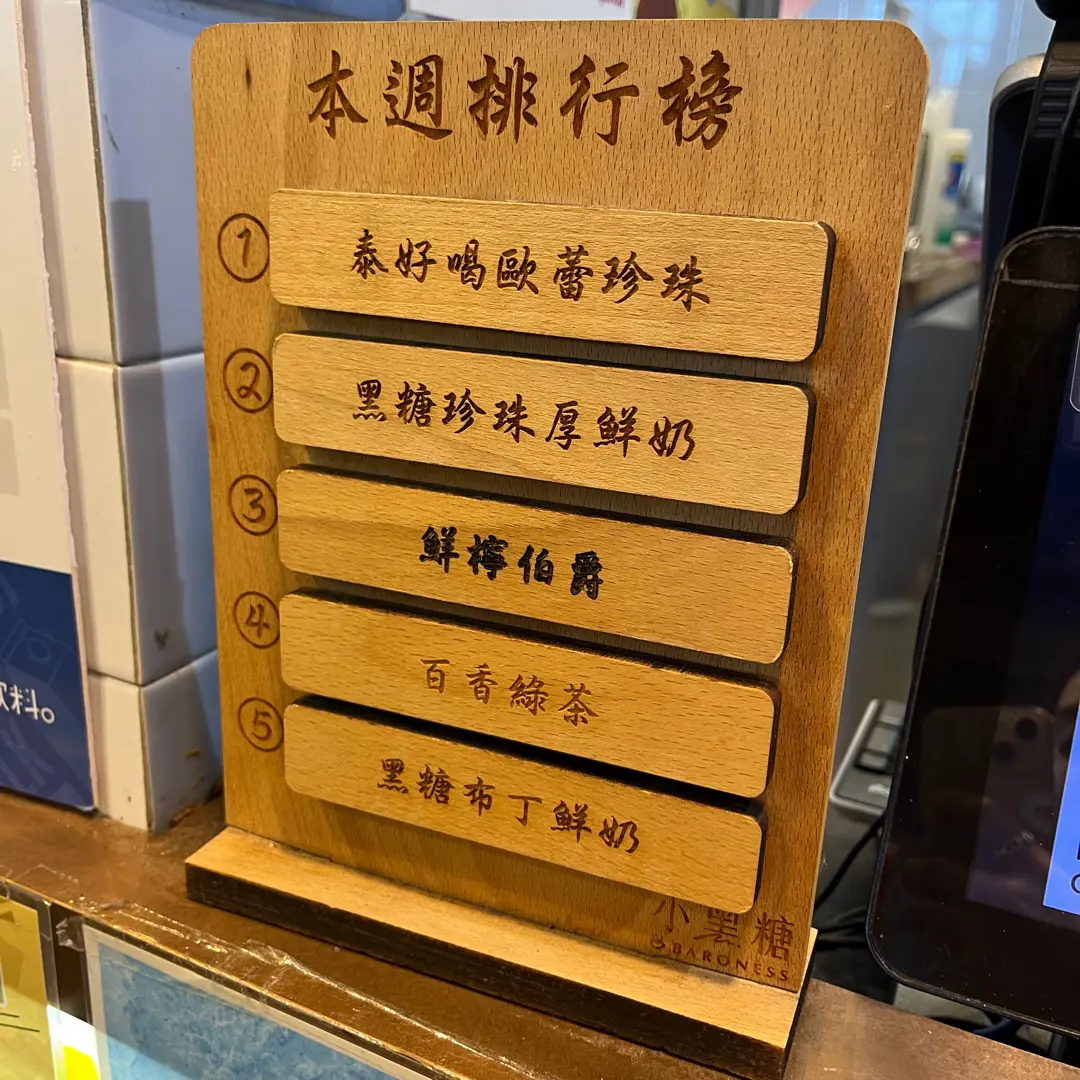 本週排行榜
1
泰好喝歐蕾珍珠
2
黑糖珍珠厚鮮奶
3
鮮檸伯爵
4
百香綠茶
5
黑糖布丁鮮奶
小黑糖
BARONESS
飲料。